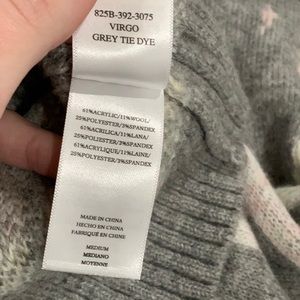 825B-392-3075
VIRGO
GREY TIE DYE
61%ACRYLIC/11%WOOL/
25%POLYESTER/3%SPANDEX
61%ACRILICA/11%LANA/
25%POLYESTER/3%SPANDEX
61%ACRYLIQUE/11%LAINE/
25%POLYESTER/3%SPANDEX
MADE IN CHINA
HECHO EN CHINA
FABRIQUÉ EN CHINE
MEDIUM
MEDIANO
MOYENNE